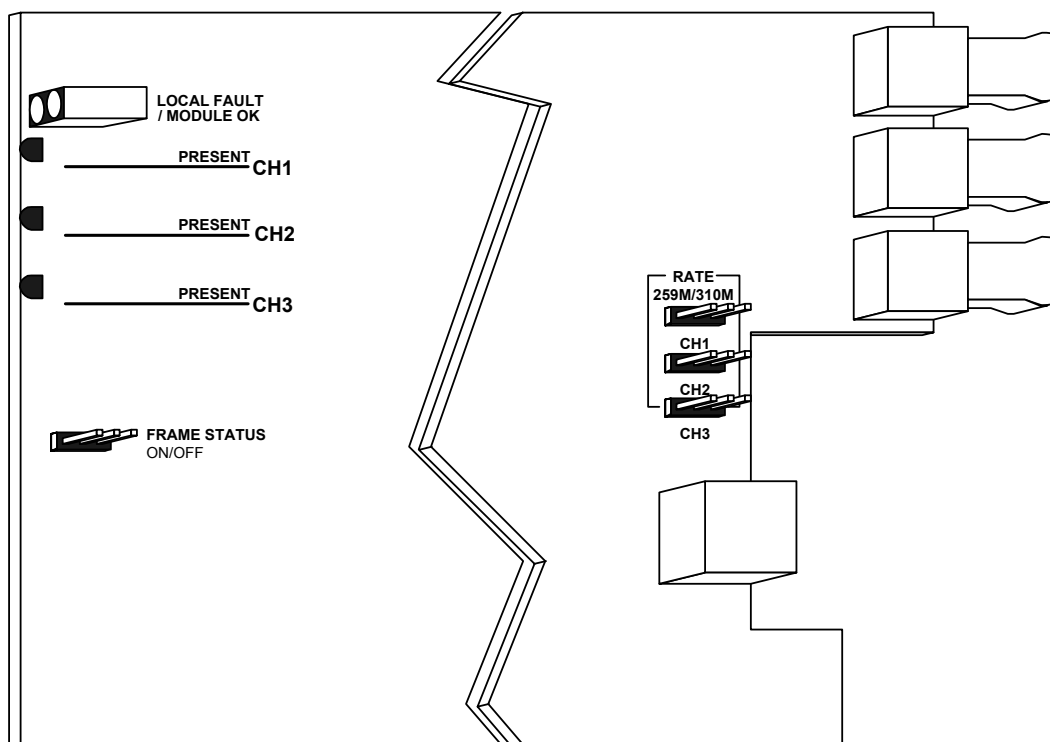 LOCAL FAULT
/ MODULE OK
PRESENT CH1
PRESENT CH2
PRESENT CH3
FRAME STATUS
ON/OFF
RATE
259M/310M
CH1
CH2
CH3